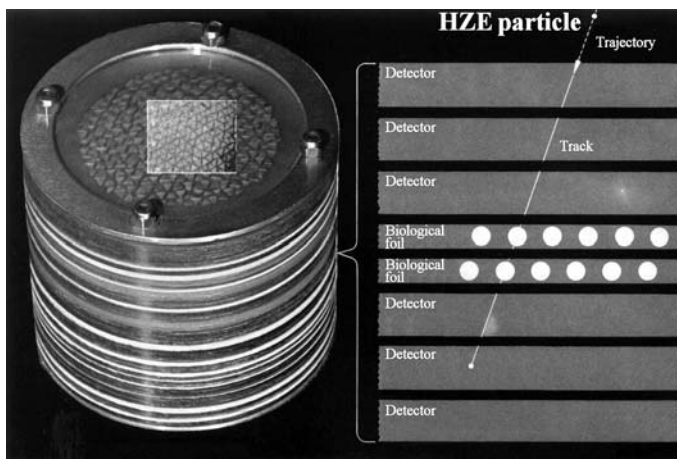 HZE particle
Trajectory
Detector
Detector
Track
Detector
Biological
foil
Biological
foil
Detector
Detector
Detector